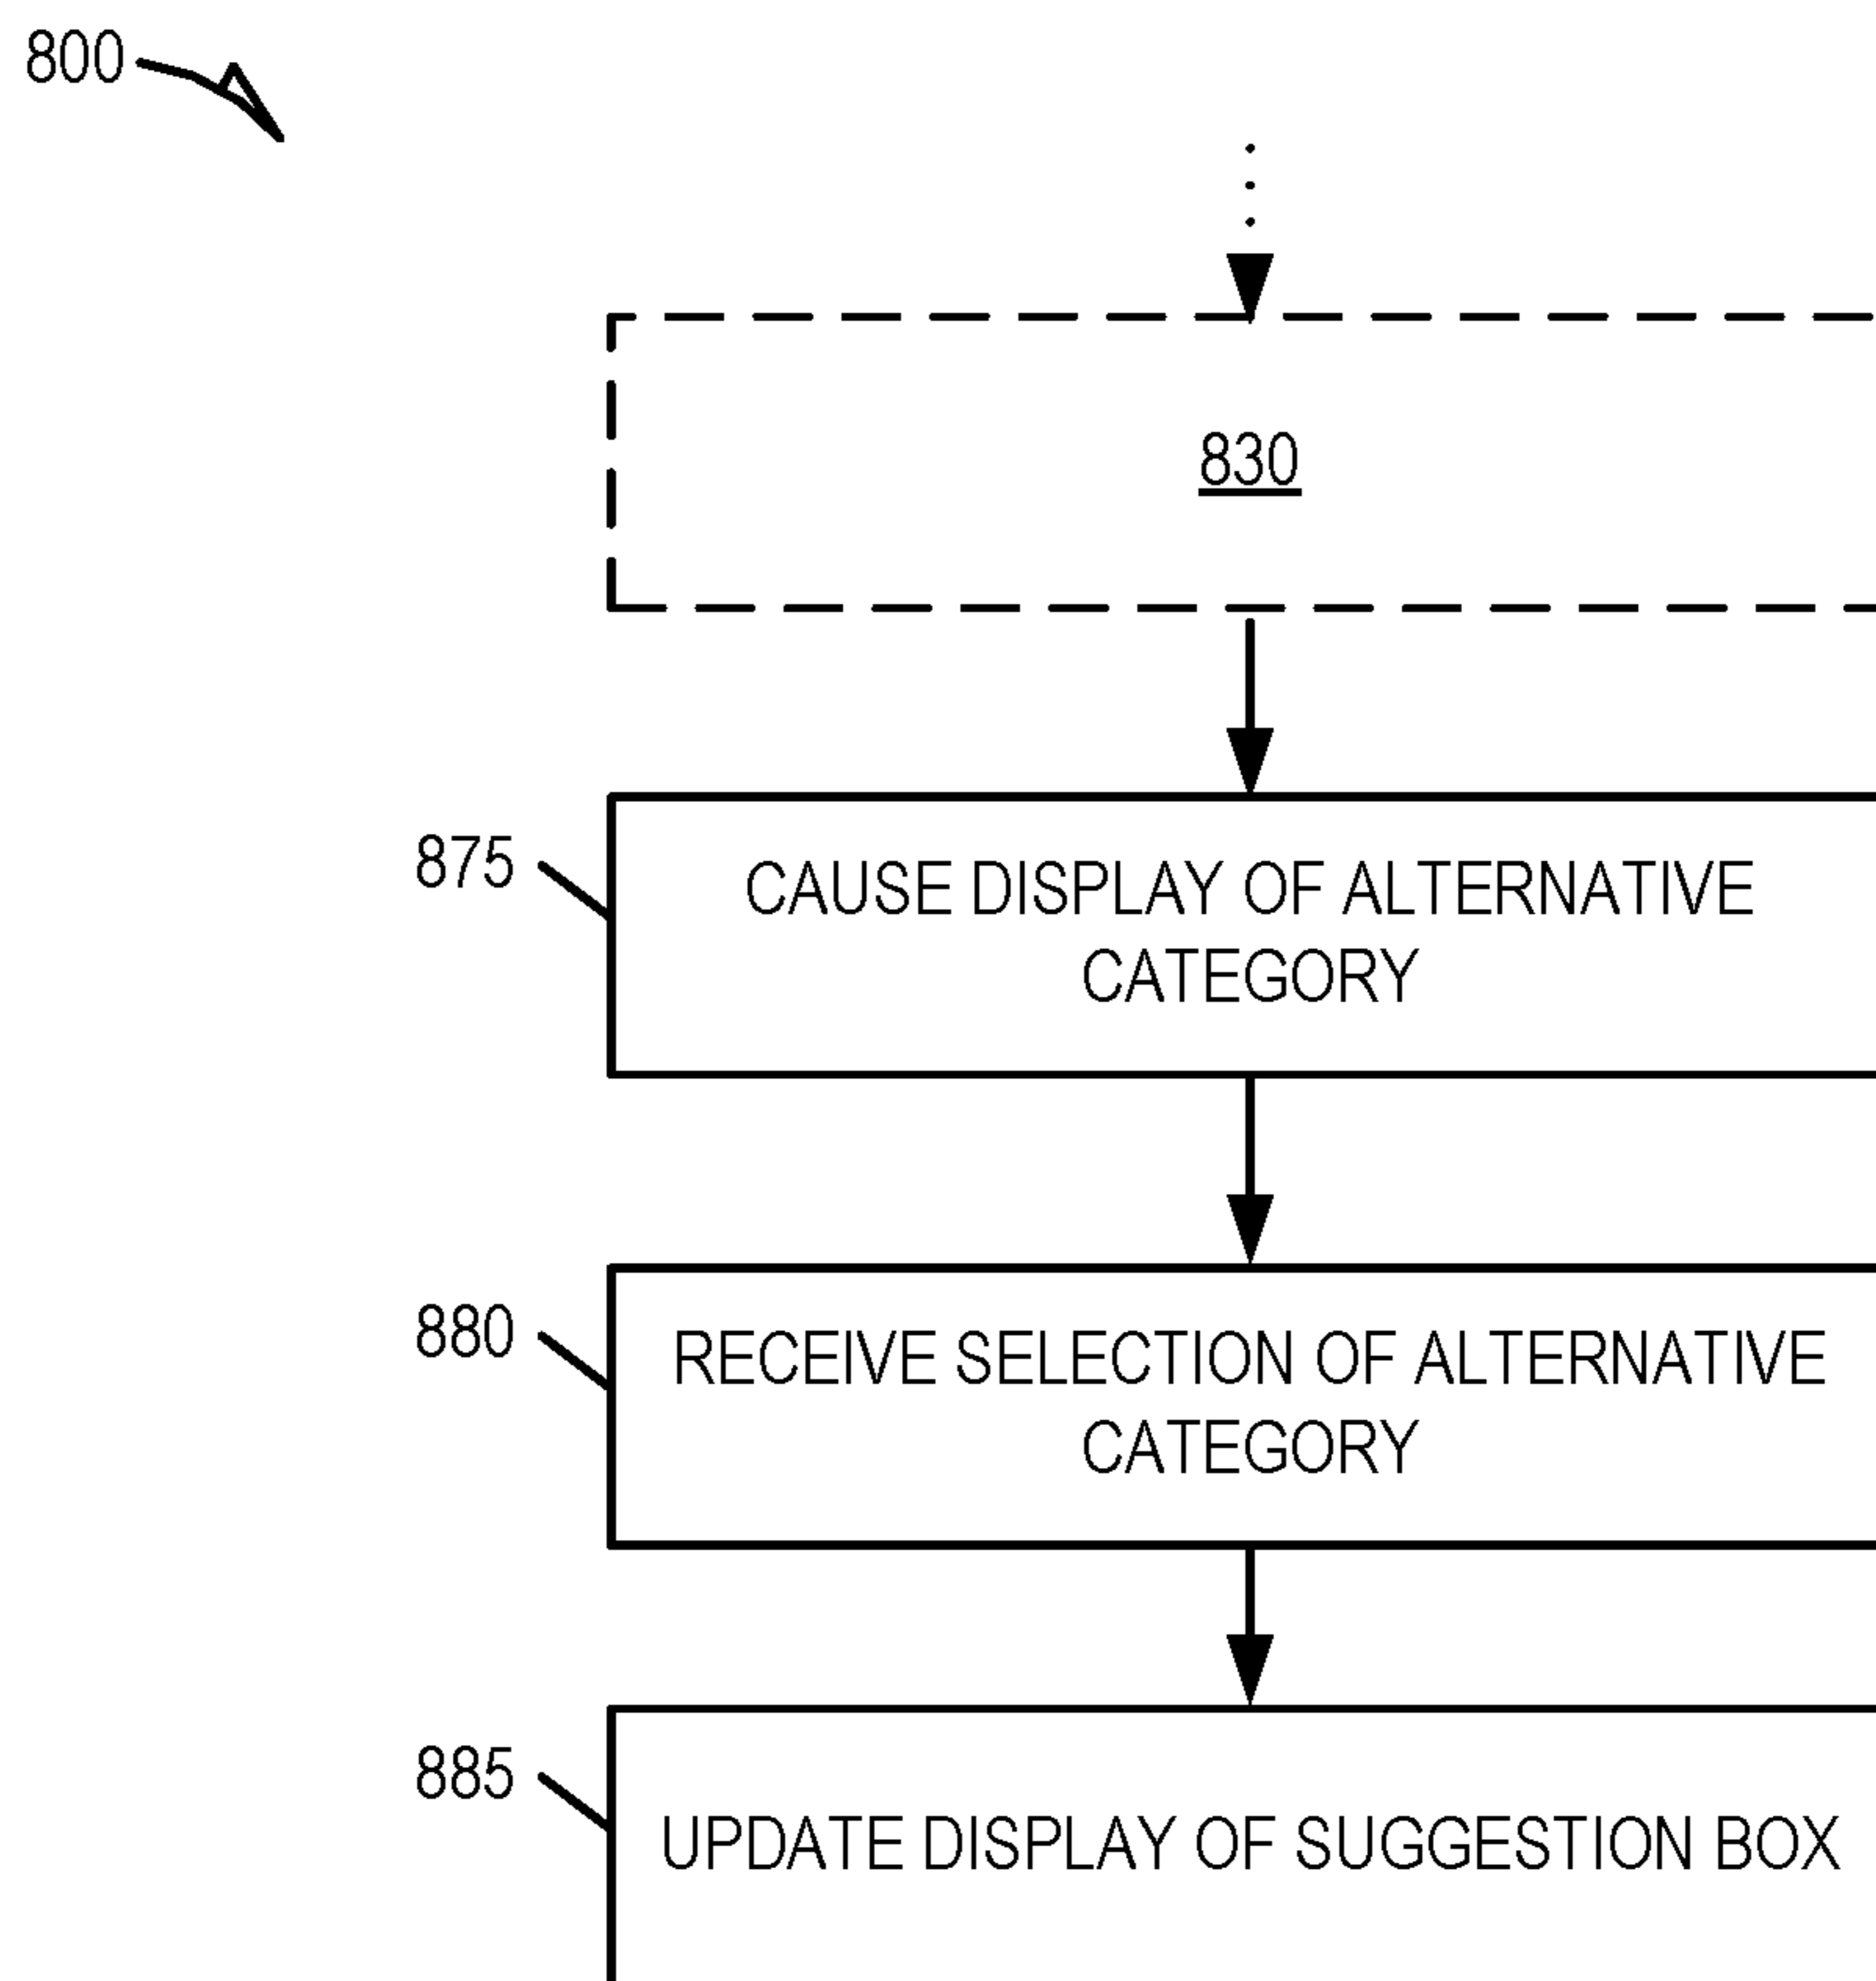 800
830
875
CAUSE DISPLAY OF ALTERNATIVE
CATEGORY
880
RECEIVE SELECTION OF ALTERNATIVE
CATEGORY
885
UPDATE DISPLAY OF SUGGESTION BOX